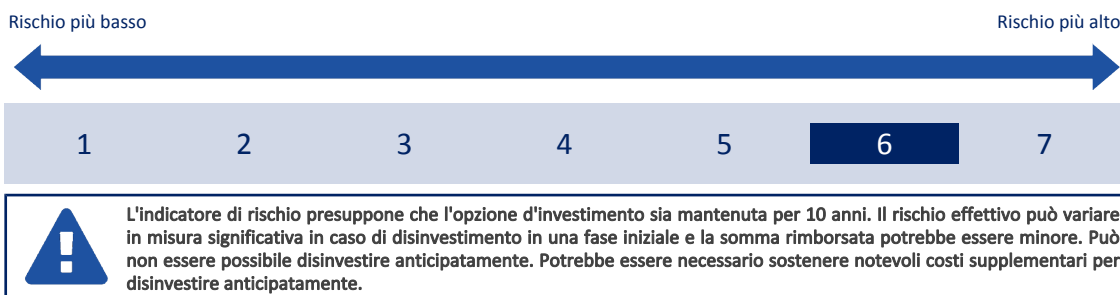 Rischio più basso Rischio più alto
1 2 3 4 5 6 7
L'indicatore di rischio presuppone che l'opzione d'investimento sia mantenuta per 10 anni. Il rischio effettivo può variare
in misura significativa in caso di disinvestimento in una fase iniziale e la somma rimborsata potrebbe essere minore. Può
non essere possibile disinvestire anticipatamente. Potrebbe essere necessario sostenere notevoli costi supplementari per
disinvestire anticipatamente.